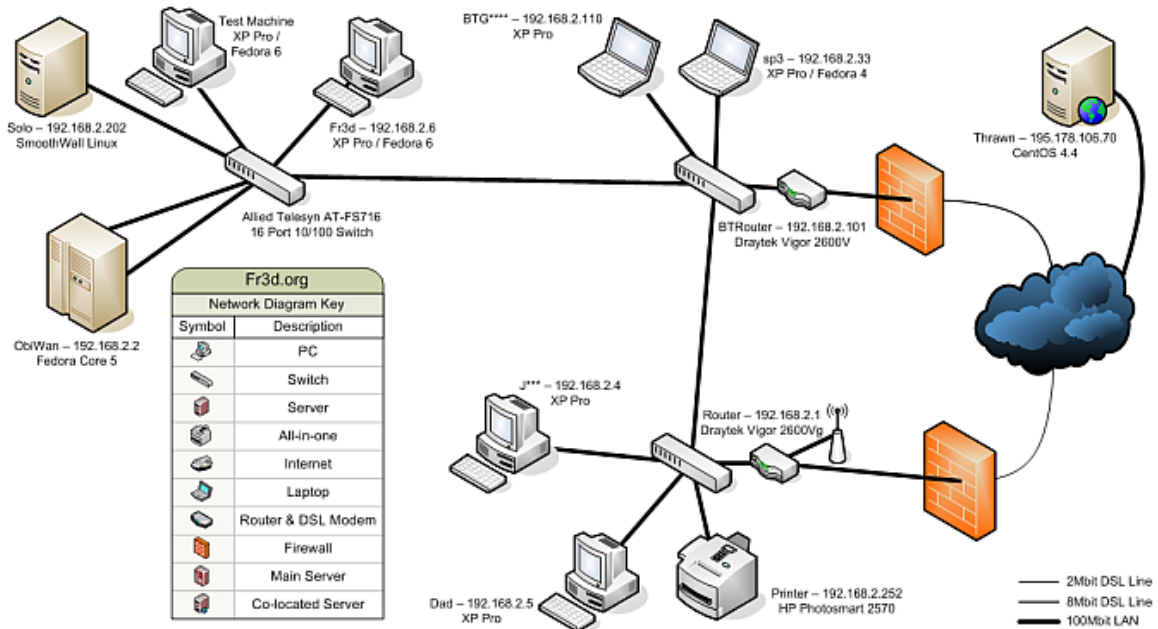 Test Machine
XP Pro /
Fedora 6
Solo – 192.168.2.202
SmoothWall Linux
Fr3d – 192.168.2.6
XP Pro / Fedora 6
Allied Telesyn AT-FS716
16 Port 10/100 Switch
ObiWan – 192.168.2.2
Fedora Core 5
BTG**** – 192.168.2.110
XP Pro
sp3 – 192.168.2.33
XP Pro / Fedora 4
Thrawn – 195.178.106.70
CentOS 4.4
BTRouter – 192.168.2.101
Draytek Vigor 2600V
Fr3d.org
Network Diagram Key
Symbol Description
PC
Switch
Server
All-in-one
Internet
Laptop
Router & DSL Modem
Firewall
Main Server
Co-located Server
J*** – 192.168.2.4
XP Pro
Router – 192.168.2.1
Draytek Vigor 2600Vg
Dad – 192.168.2.5
XP Pro
Printer – 192.168.2.252
HP Photosmart 2570
2Mbit DSL Line
8Mbit DSL Line
100Mbit LAN